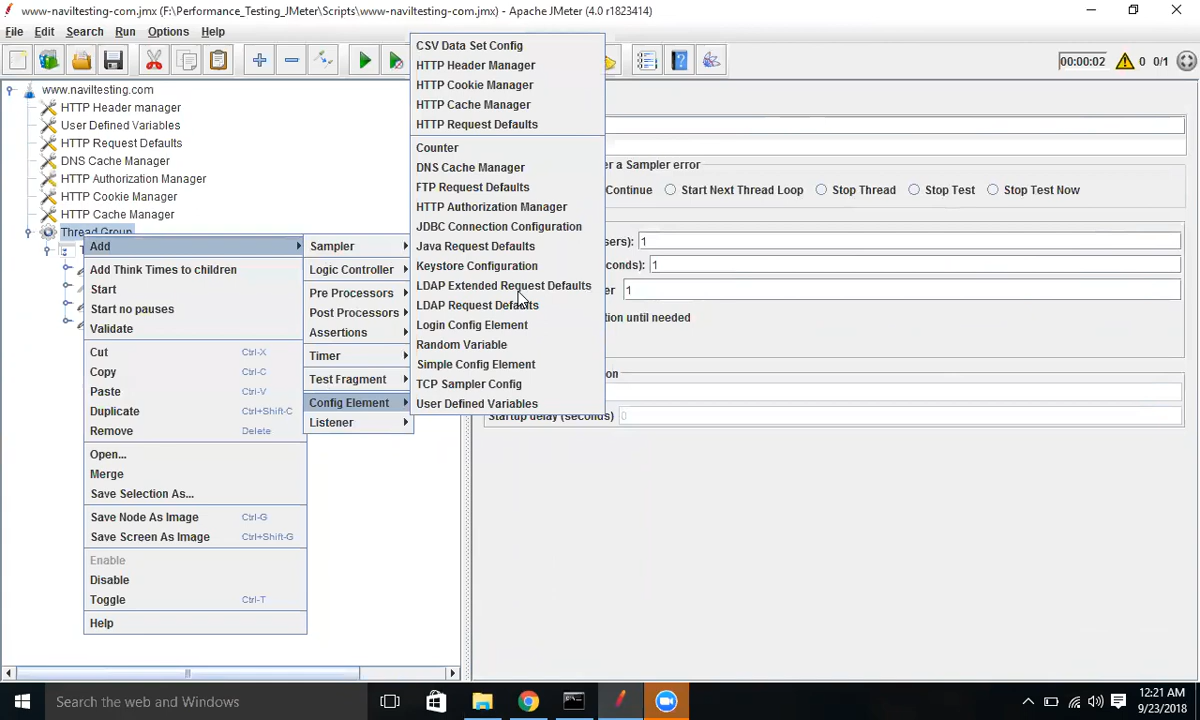 www-naviltesting-com.jmx (F:\Performance_Testing_JMeter\Scripts\www-naviltesting-com.jmx) - Apache JMeter (4.0 r1823414)
File Edit Search Run Options Help
00:00:02 0 0/1
www.naviltesting.com
HTTP Header manager
User Defined Variables
HTTP Request Defaults
DNS Cache Manager
HTTP Authorization Manager
HTTP Cookie Manager
HTTP Cache Manager
Thread Group
Add
Add Think Times to children
Start
Start no pauses
Validate
Cut Ctrl-X
Copy Ctrl-C
Paste Ctrl-V
Duplicate Ctrl+Shift-C
Remove Delete
Open...
Merge
Save Selection As...
Save Node As Image Ctrl-G
Save Screen As Image Ctrl+Shift-G
Enable
Disable
Toggle Ctrl-T
Help
Sampler
Logic Controller
Pre Processors
Post Processors
Assertions
Timer
Test Fragment
Config Element
Listener
CSV Data Set Config
HTTP Header Manager
HTTP Cookie Manager
HTTP Cache Manager
HTTP Request Defaults
Counter
DNS Cache Manager
FTP Request Defaults
HTTP Authorization Manager
JDBC Connection Configuration
Java Request Defaults
Keystore Configuration
LDAP Extended Request Defaults
LDAP Request Defaults
Login Config Element
Random Variable
Simple Config Element
TCP Sampler Config
User Defined Variables
r a Sampler error
Continue Start Next Thread Loop Stop Thread Stop Test Stop Test Now
sers): 1
conds): 1
er 1
tion until needed
on
Startup delay (seconds) 0
Search the web and Windows
12:21 AM
9/23/2018